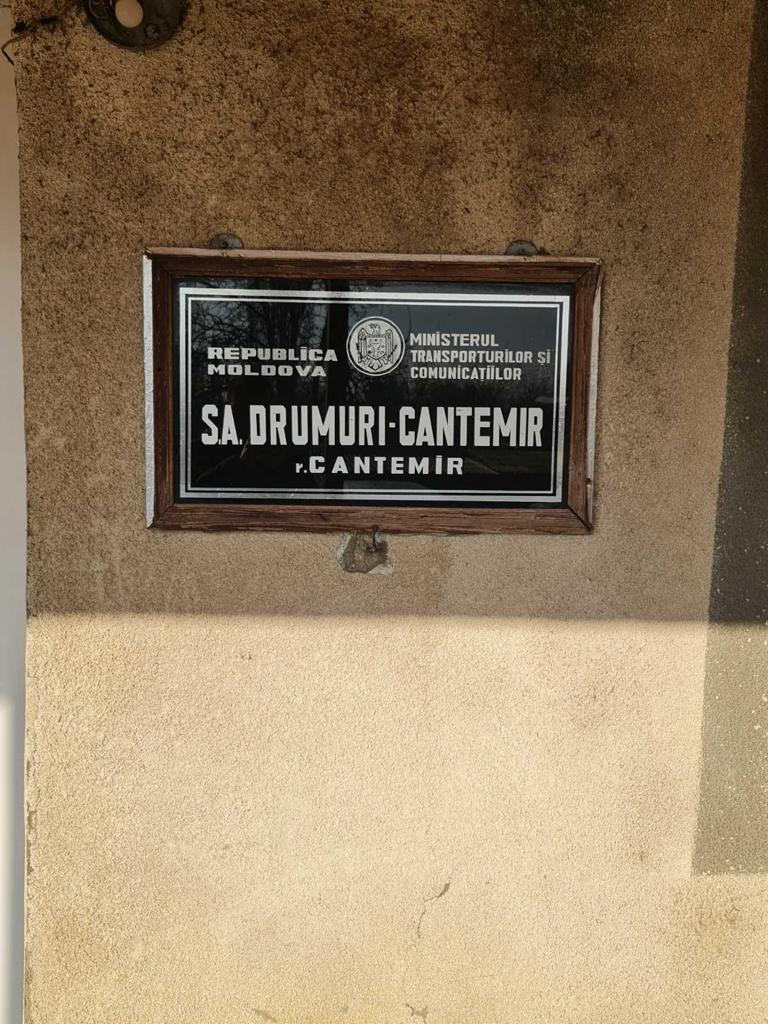 REPUBLICA
MOLDOVA
MINISTERUL
TRANSPORTURILOR ŞI
COMUNICAŢIILOR
S.A. DRUMURI-CANTEMIR
r. CANTEMIR